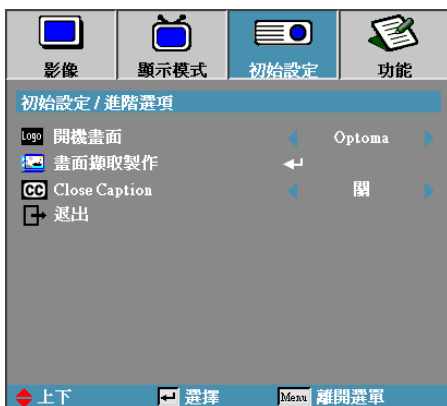 影像 顯示模式 初始設定 功能
初始設定 / 進階選項
Logo 開機畫面 Optoma
畫面擷取製作
CC Close Caption 關
退出
上下 選擇 Menu 離開選單